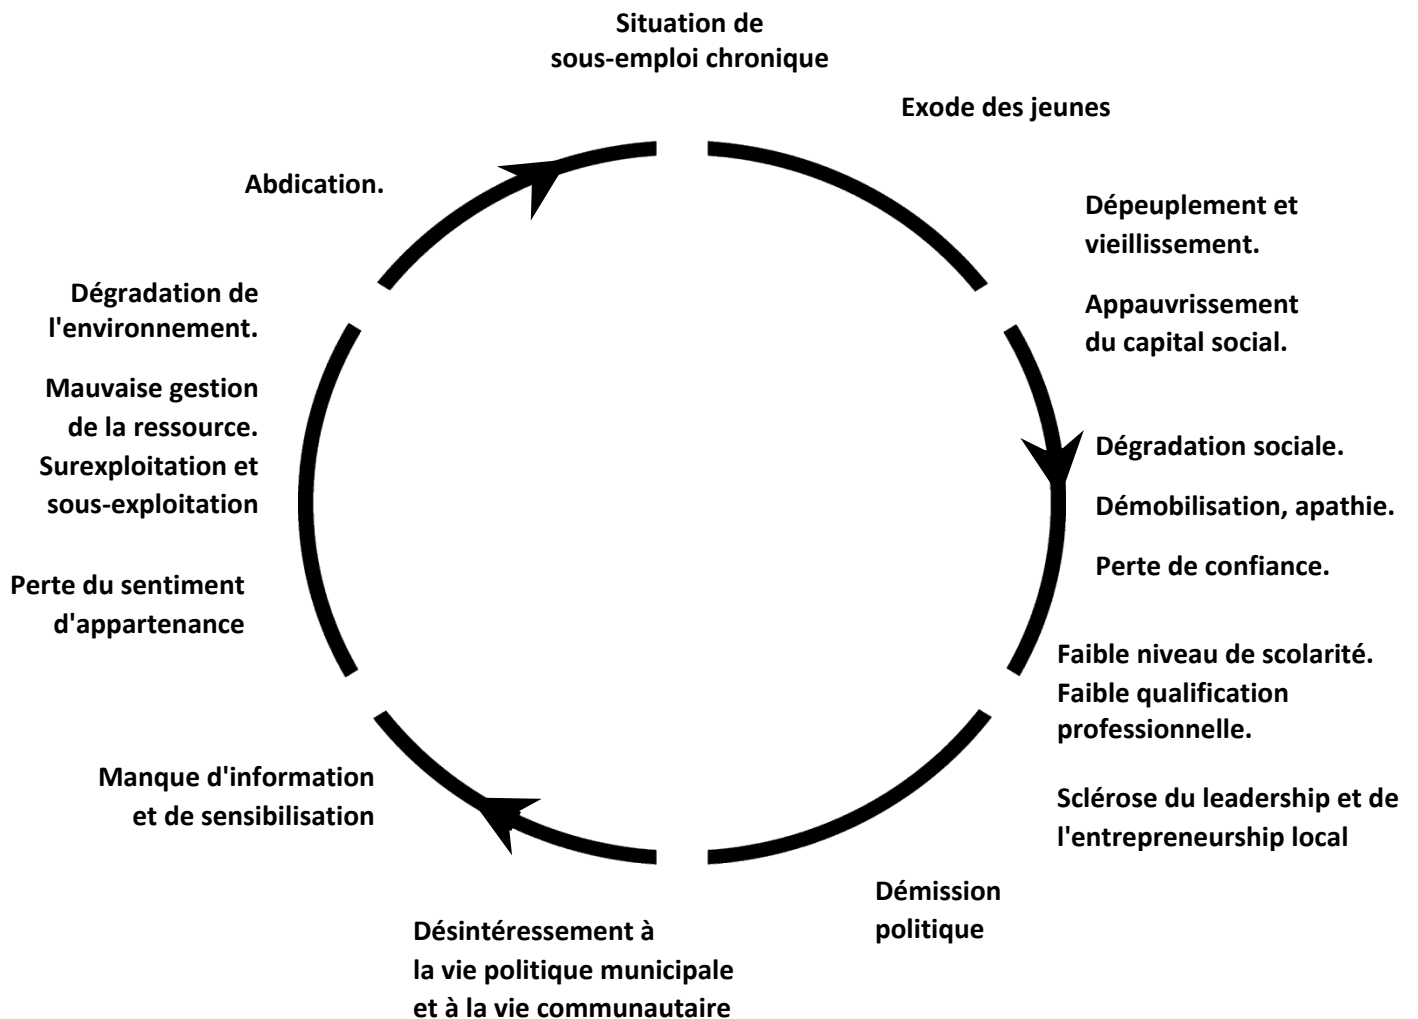 Situation de
sous-emploi chronique
Exode des jeunes
Dépeuplement et
vieillissement.
Appauvrissement
du capital social.
Dégradation sociale.
Démobilisation, apathie.
Perte de confiance.
Faible niveau de scolarité.
Faible qualification
professionnelle.
Sclérose du leadership et de
l'entrepreneurship local
Démission
politique
Désintéressement à
la vie politique municipale
et à la vie communautaire
Manque d'information
et de sensibilisation
Perte du sentiment
d'appartenance
Mauvaise gestion
de la ressource.
Surexploitation et
sous-exploitation
Dégradation de
l'environnement.
Abdication.